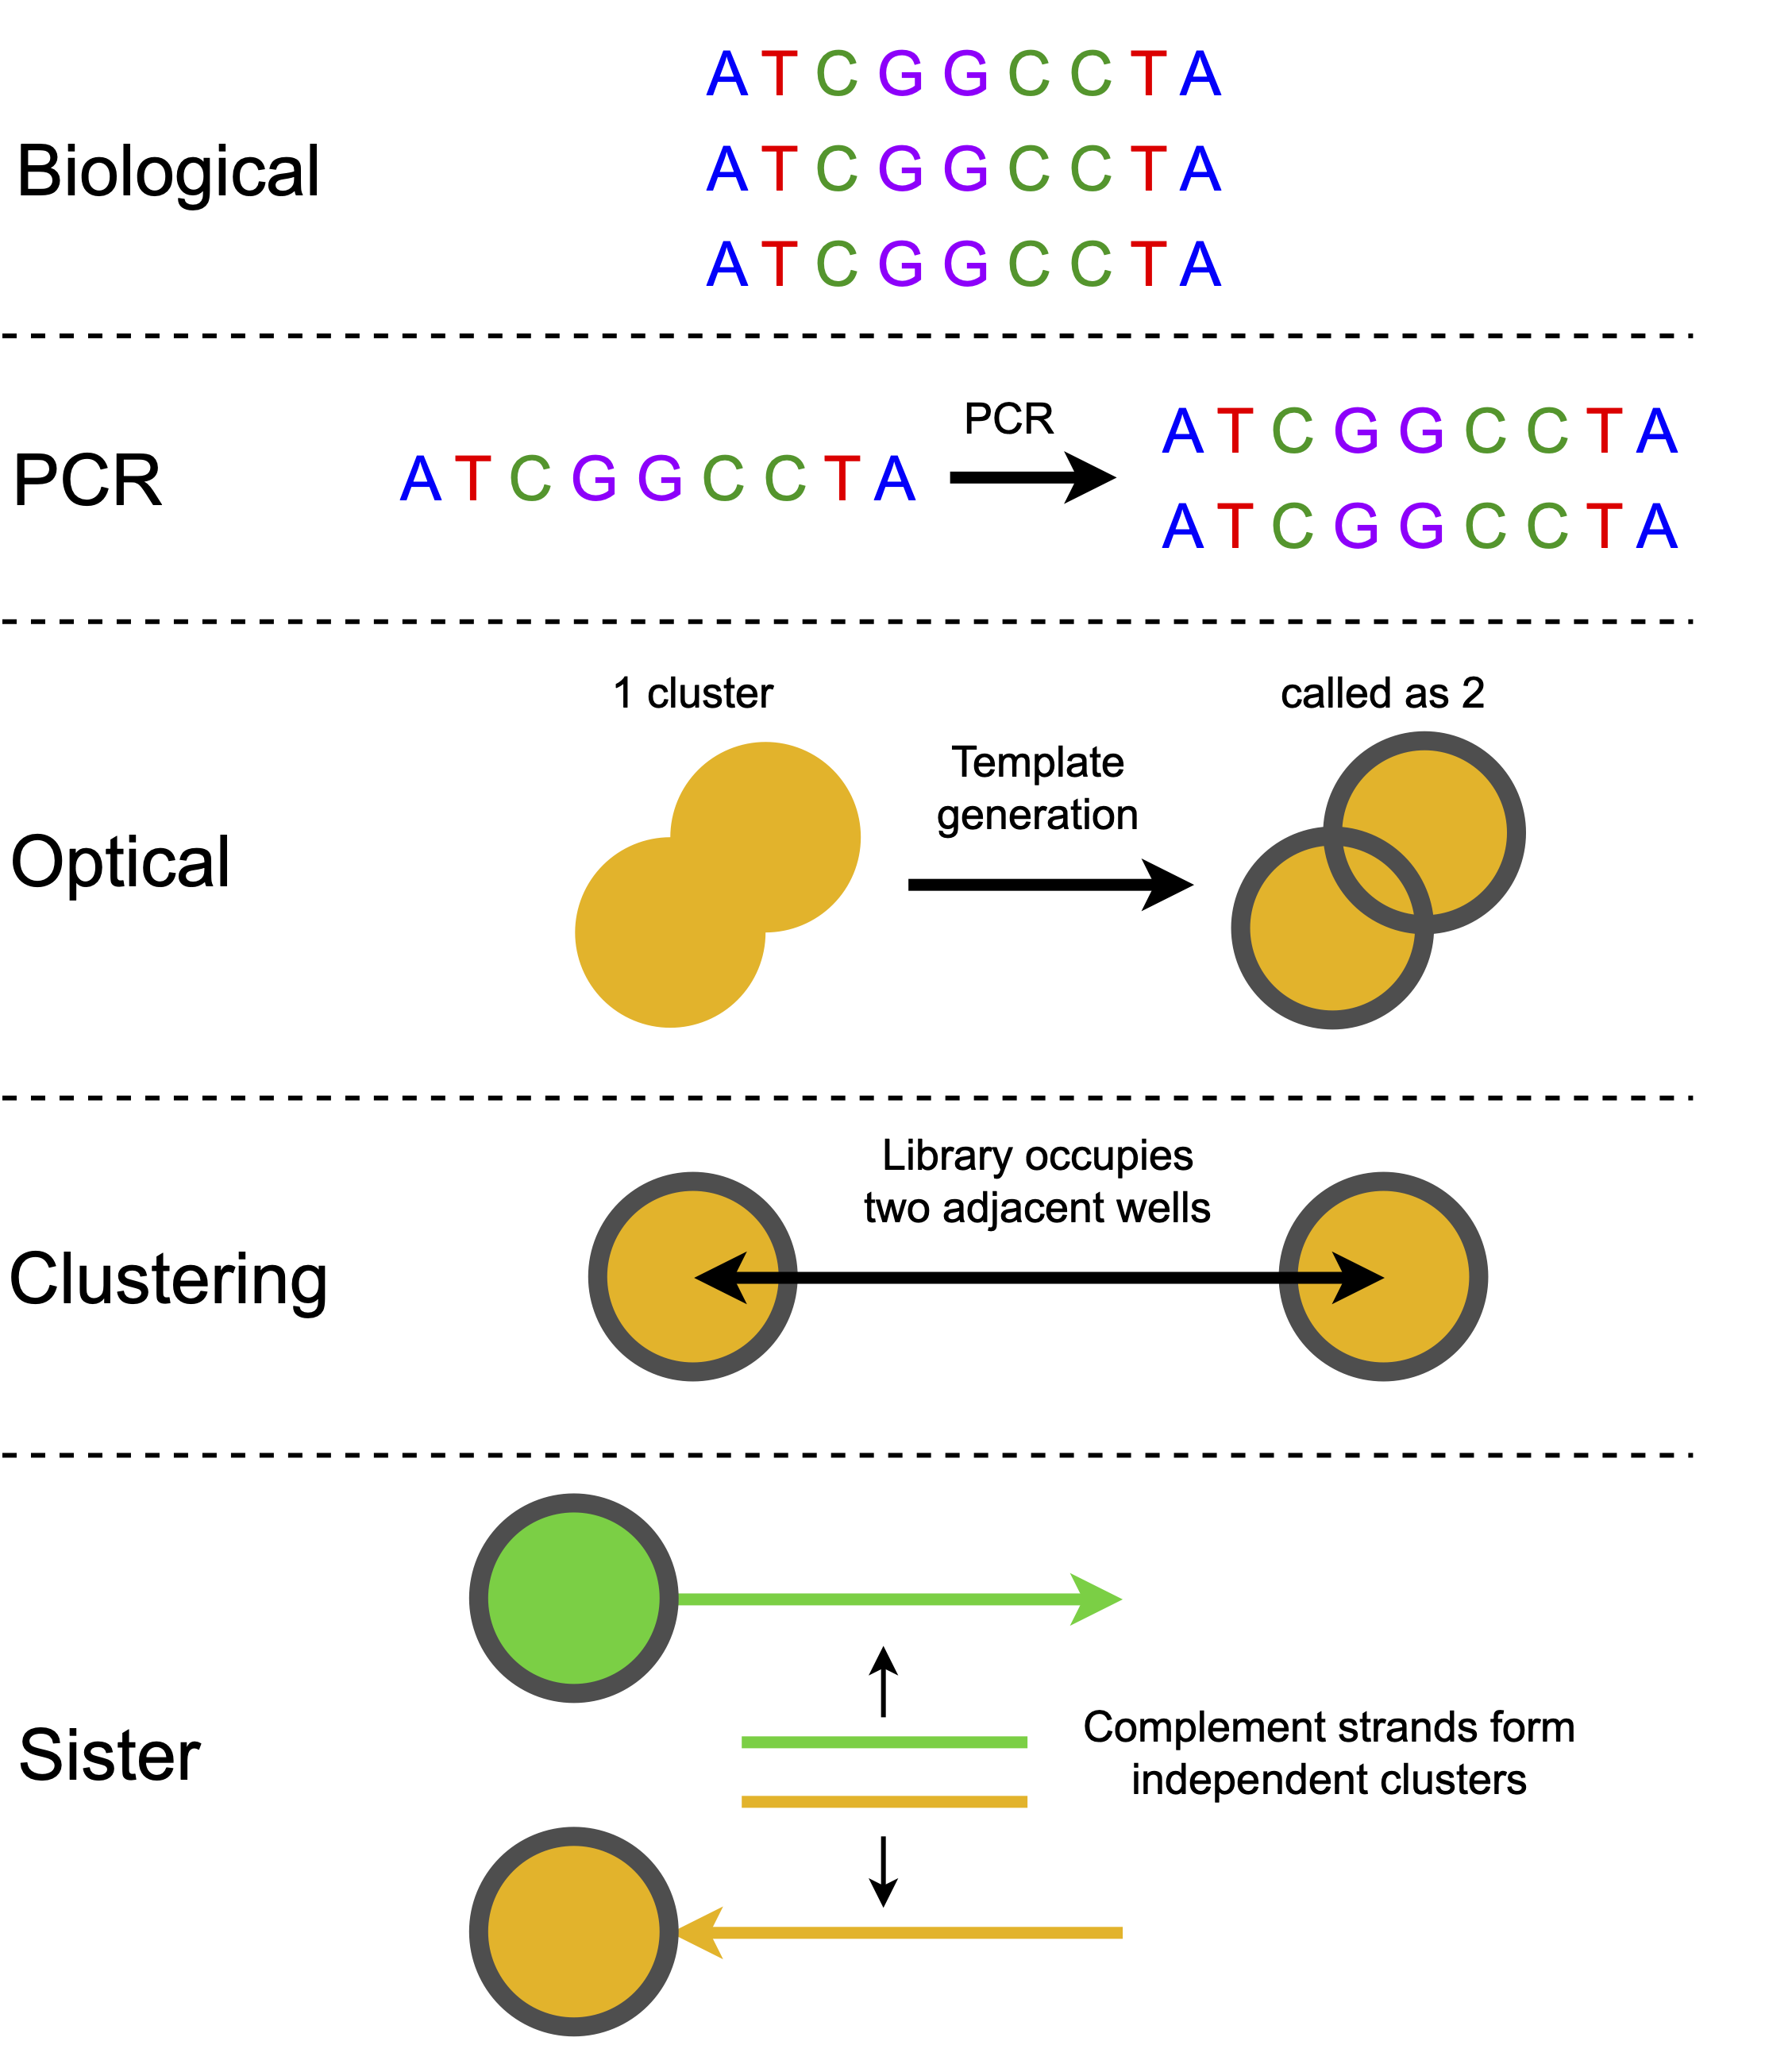 A T C G G C C T A
Biological
A T C G G C C T A
A T C G G C C T A
PCR
A T C G G C C T A
PCR
A T C G G C C T A
A T C G G C C T A
Optical
1 cluster
Template
generation
called as 2
Clustering
Library occupies
two adjacent wells
Sister
Complement strands form
independent clusters